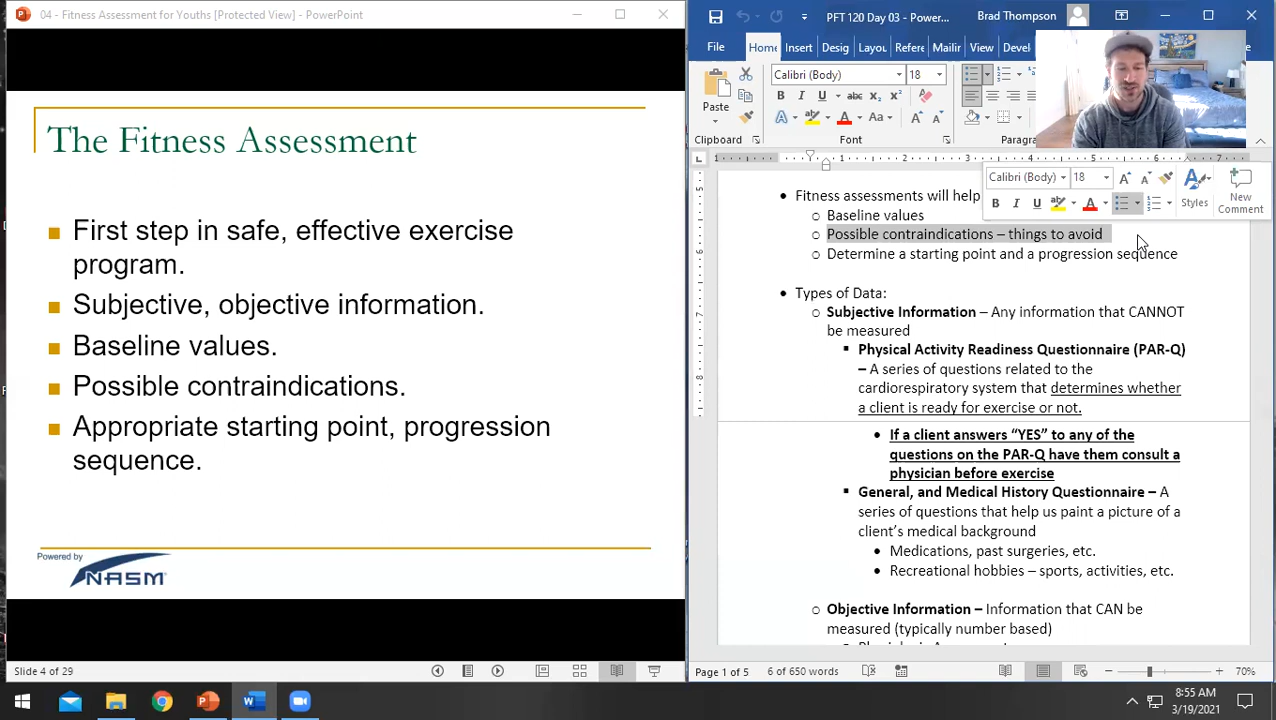 04 - Fitness Assessment for Youths [Protected View] - PowerPoint
The Fitness Assessment
First step in safe, effective exercise
program.
Subjective, objective information.
Baseline values.
Possible contraindications.
Appropriate starting point, progression
sequence.
Powered by
NASM
Slide 4 of 29
PFT 120 Day 03 - Power...
Brad Thompson
File
Home
Insert
Desig
Layou
Refere
Mailir
View
Devel
Calibri (Body)
18
Paste
Clipboard
Font
Paragra
Calibri (Body)
18
Styles
New
Comment
Fitness assessments will help
Baseline values
Possible contraindications – things to avoid
Determine a starting point and a progression sequence
Types of Data:
Subjective Information – Any information that CANNOT
be measured
Physical Activity Readiness Questionnaire (PAR-Q)
– A series of questions related to the
cardiorespiratory system that determines whether
a client is ready for exercise or not.
If a client answers “YES” to any of the
questions on the PAR-Q have them consult a
physician before exercise
General, and Medical History Questionnaire – A
series of questions that help us paint a picture of a
client’s medical background
Medications, past surgeries, etc.
Recreational hobbies – sports, activities, etc.
Objective Information – Information that CAN be
measured (typically number based)
Page 1 of 5
6 of 650 words
70%
8:55 AM
3/19/2021